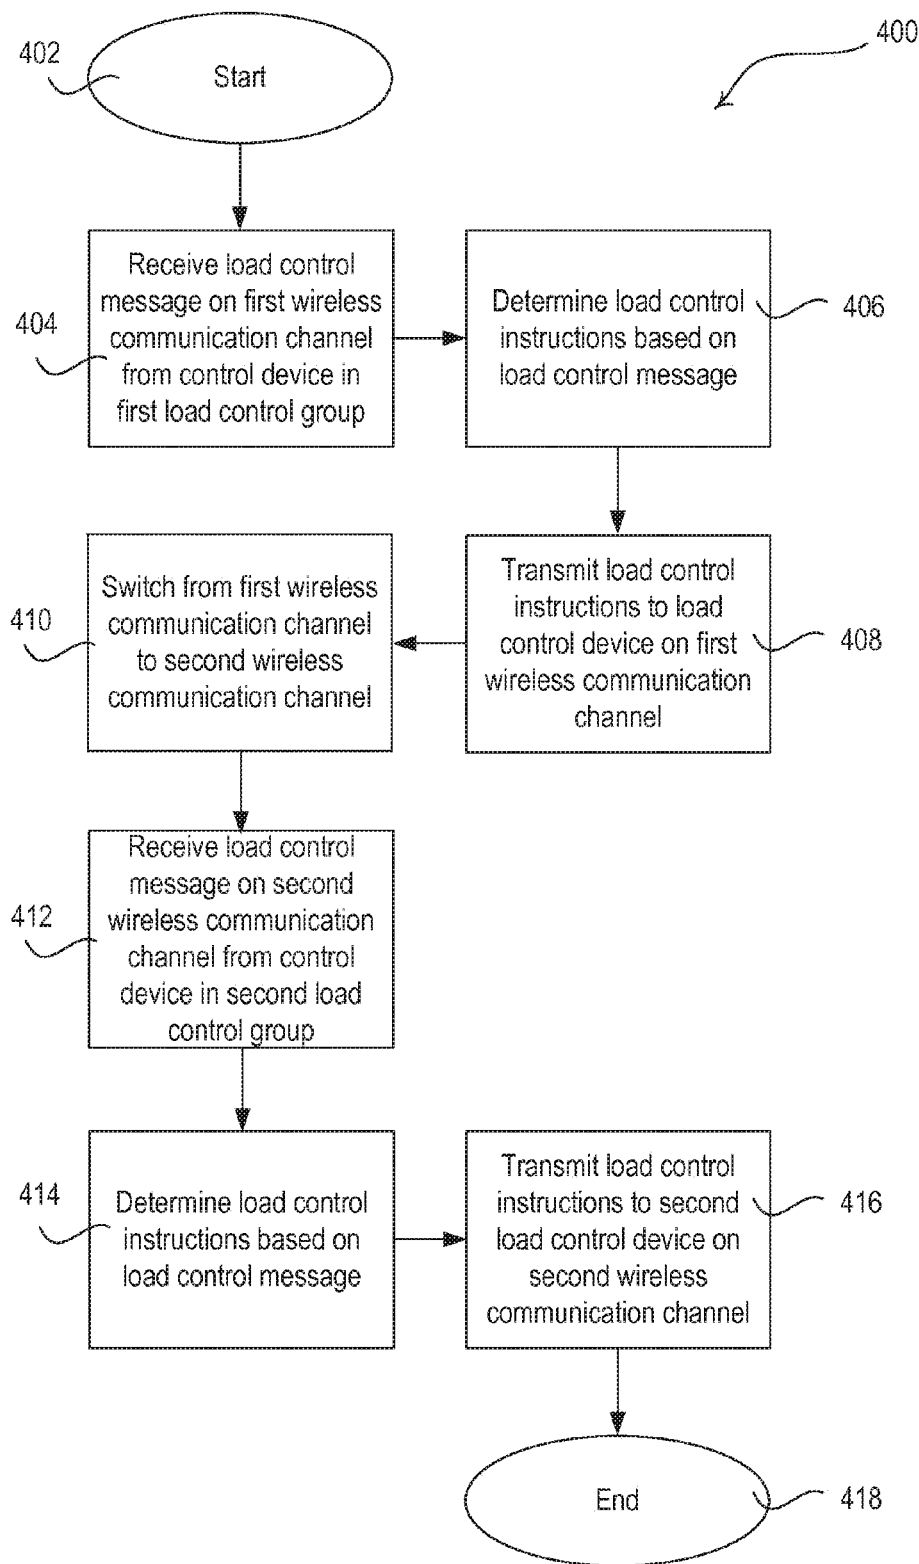 400
402
Start
404
Receive load control
message on first wireless
communication channel
from control device in
first load control group
Determine load control
instructions based on
load control message
406
410
Switch from first wireless
communication channel
to second wireless
communication channel
Transmit load control
instructions to load
control device on first
wireless communication
channel
408
412
Receive load control
message on second
wireless communication
channel from control
device in second load
control group
414
Determine load control
instructions based on
load control message
Transmit load control
instructions to second
load control device on
second wireless
communication channel
416
End
418